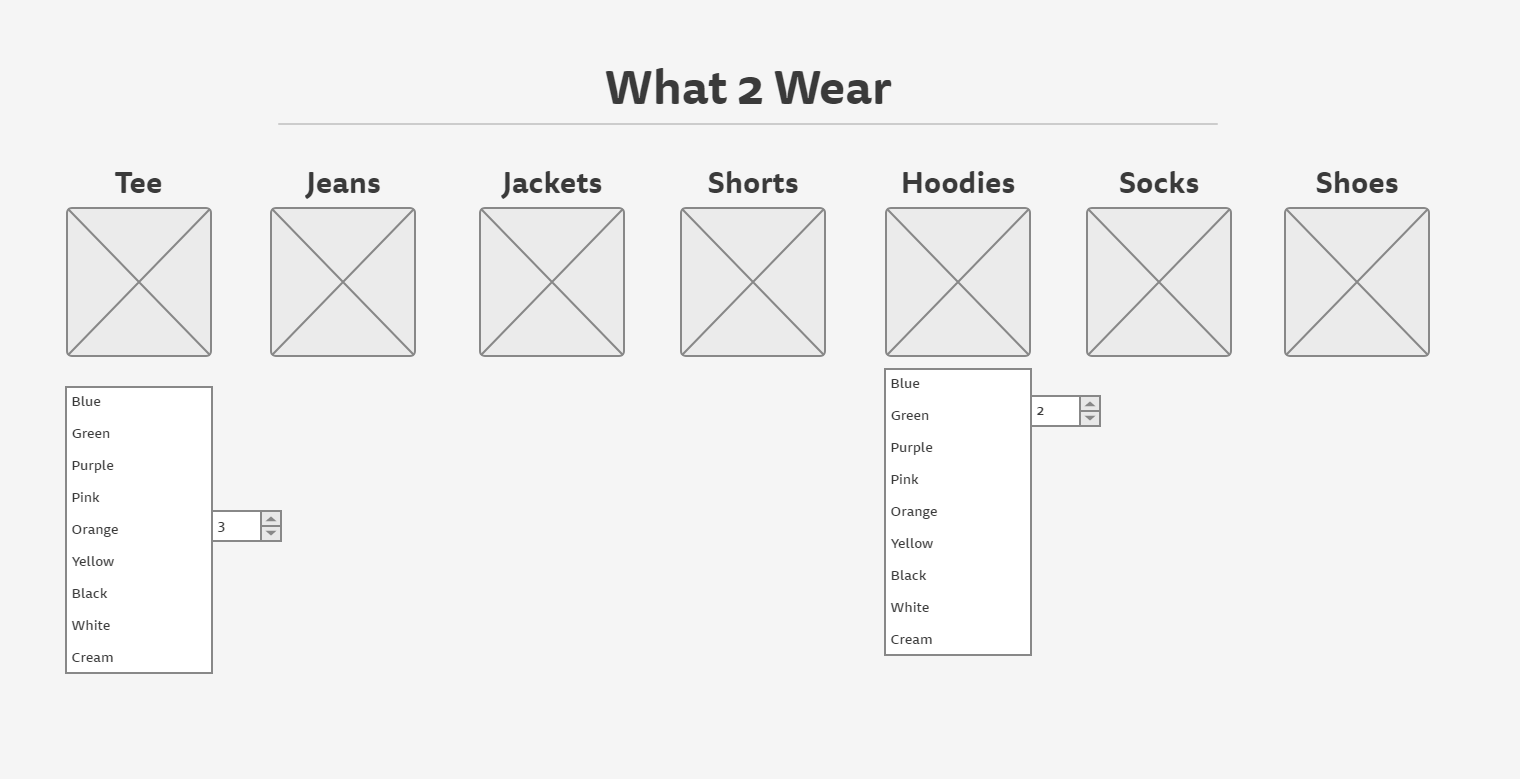 What 2 Wear
Tee
Jeans
Jackets
Shorts
Hoodies
Socks
Shoes
Blue
Green
Purple
Pink
Orange
Yellow
Black
White
Cream
3
Blue
Green
Purple
Pink
Orange
Yellow
Black
White
Cream
2